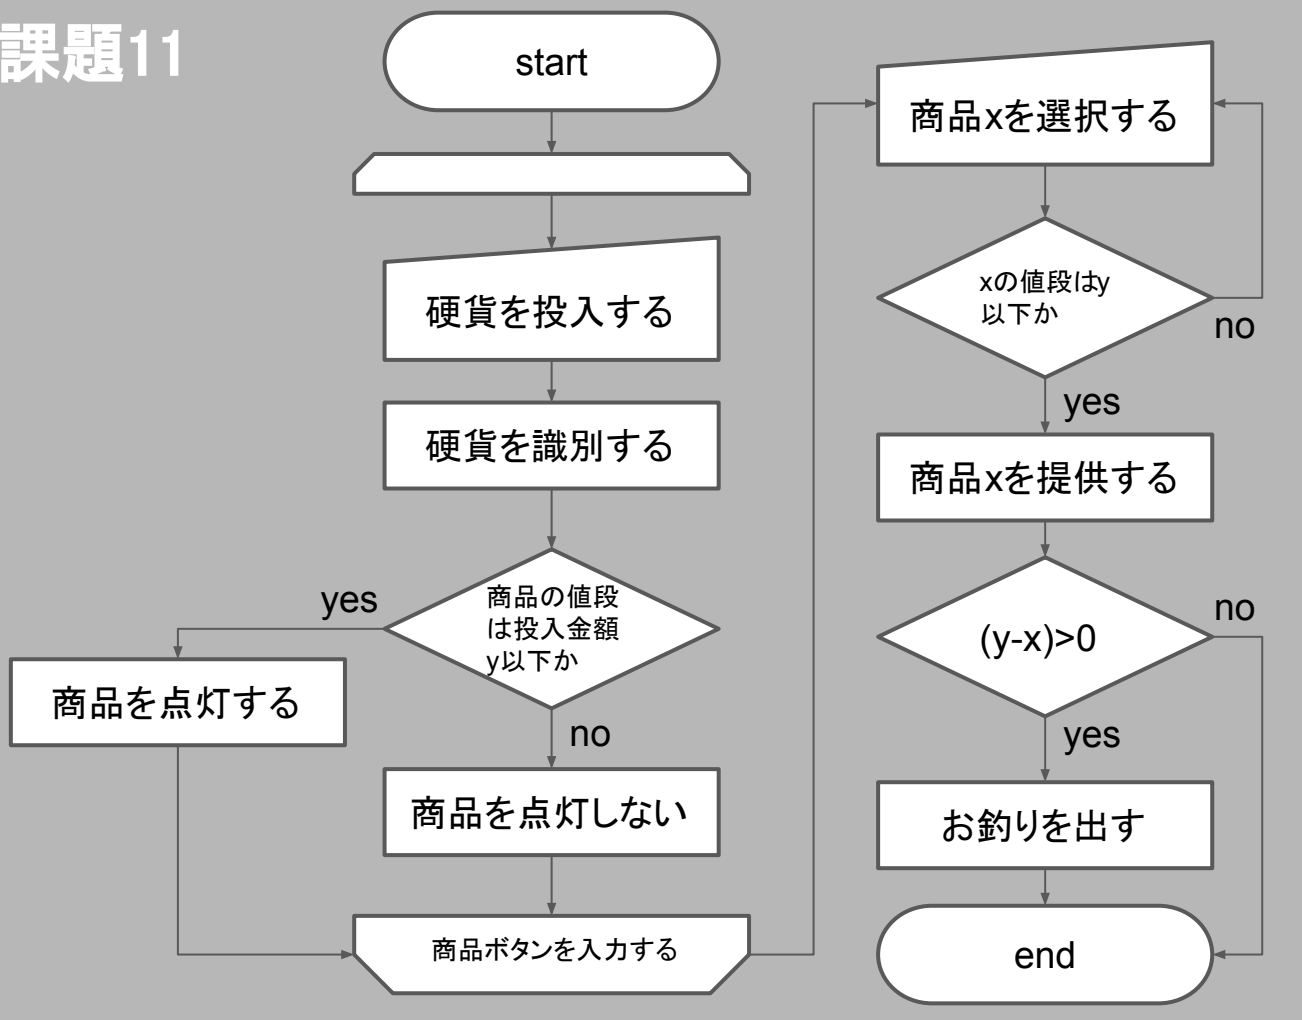 課題11
start
硬貨を投入する
硬貨を識別する
商品の値段
は投入金額
y以下か
yes
商品を点灯する
no
商品を点灯しない
商品ボタンを入力する
商品xを選択する
xの値段はy
以下か
no
yes
商品xを提供する
(y-x)>0
no
yes
お釣りを出す
end